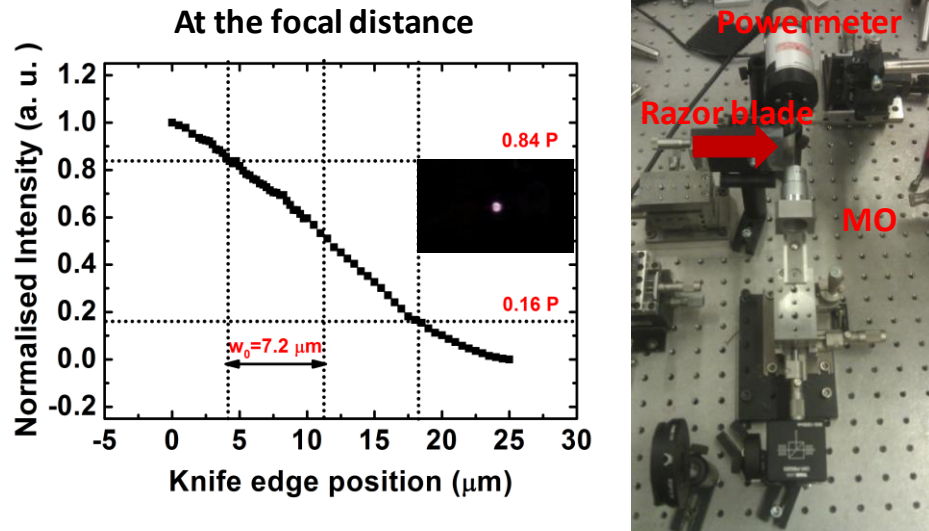 At the focal distance
Normalised Intensity (a. u.)
1.2
1.0
0.8
0.6
0.4
0.2
0.0
-0.2
0.84 P
0.16 P
w₀=7.2 μm
-5 0 5 10 15 20 25 30
Knife edge position (μm)
Powermeter
Razor blade
MO